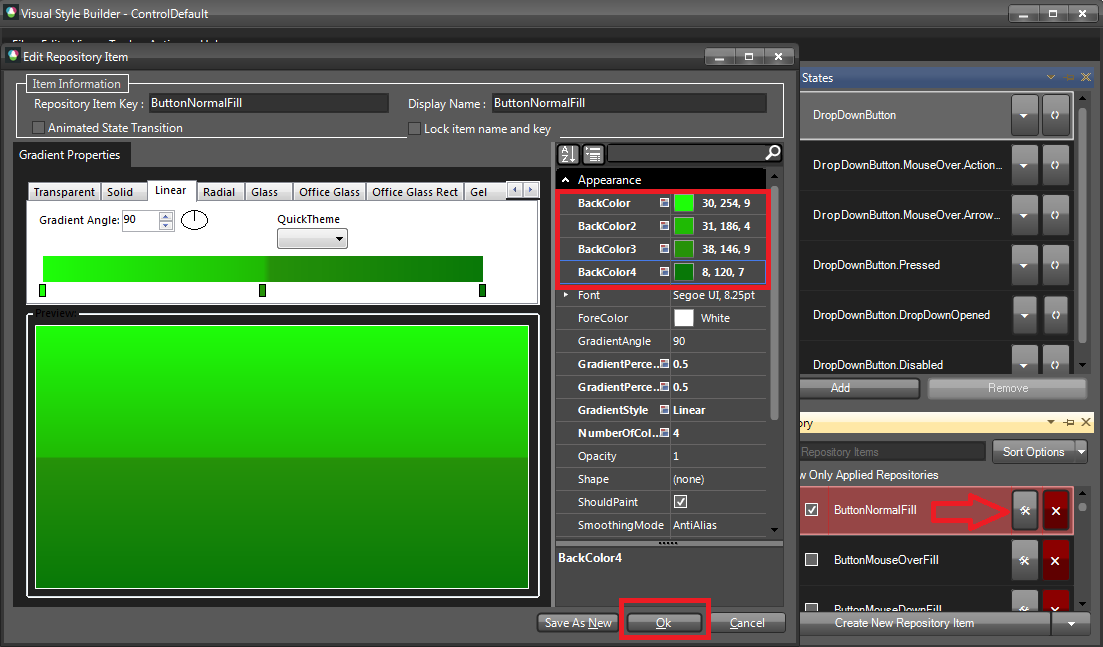 Visual Style Builder - ControlDefault
Edit Repository Item
Item Information
Repository Item Key : ButtonNormalFill Display Name : ButtonNormalFill
Animated State Transition Lock item name and key
Gradient Properties
Transparent Solid Linear Radial Glass Office Glass Office Glass Rect Gel
Gradient Angle: 90 QuickTheme
Preview:
Appearance
BackColor 30, 254, 9
BackColor2 31, 186, 4
BackColor3 38, 146, 9
BackColor4 8, 120, 7
Font Segoe UI, 8.25pt
ForeColor White
GradientAngle 90
GradientPerce... 0.5
GradientPerce... 0.5
GradientStyle Linear
NumberOfCol... 4
Opacity 1
Shape (none)
ShouldPaint
SmoothingMode AntiAlias
BackColor4
Save As New Ok Cancel
States
DropDownButton
DropDownButton.MouseOver.Action...
DropDownButton.MouseOver.Arrow...
DropDownButton.Pressed
DropDownButton.DropDownOpened
DropDownButton.Disabled
Add Remove
ory
Repository Items Sort Options
w Only Applied Repositories
ButtonNormalFill
ButtonMouseOverFill
ButtonMouseDownFill
Create New Repository Item